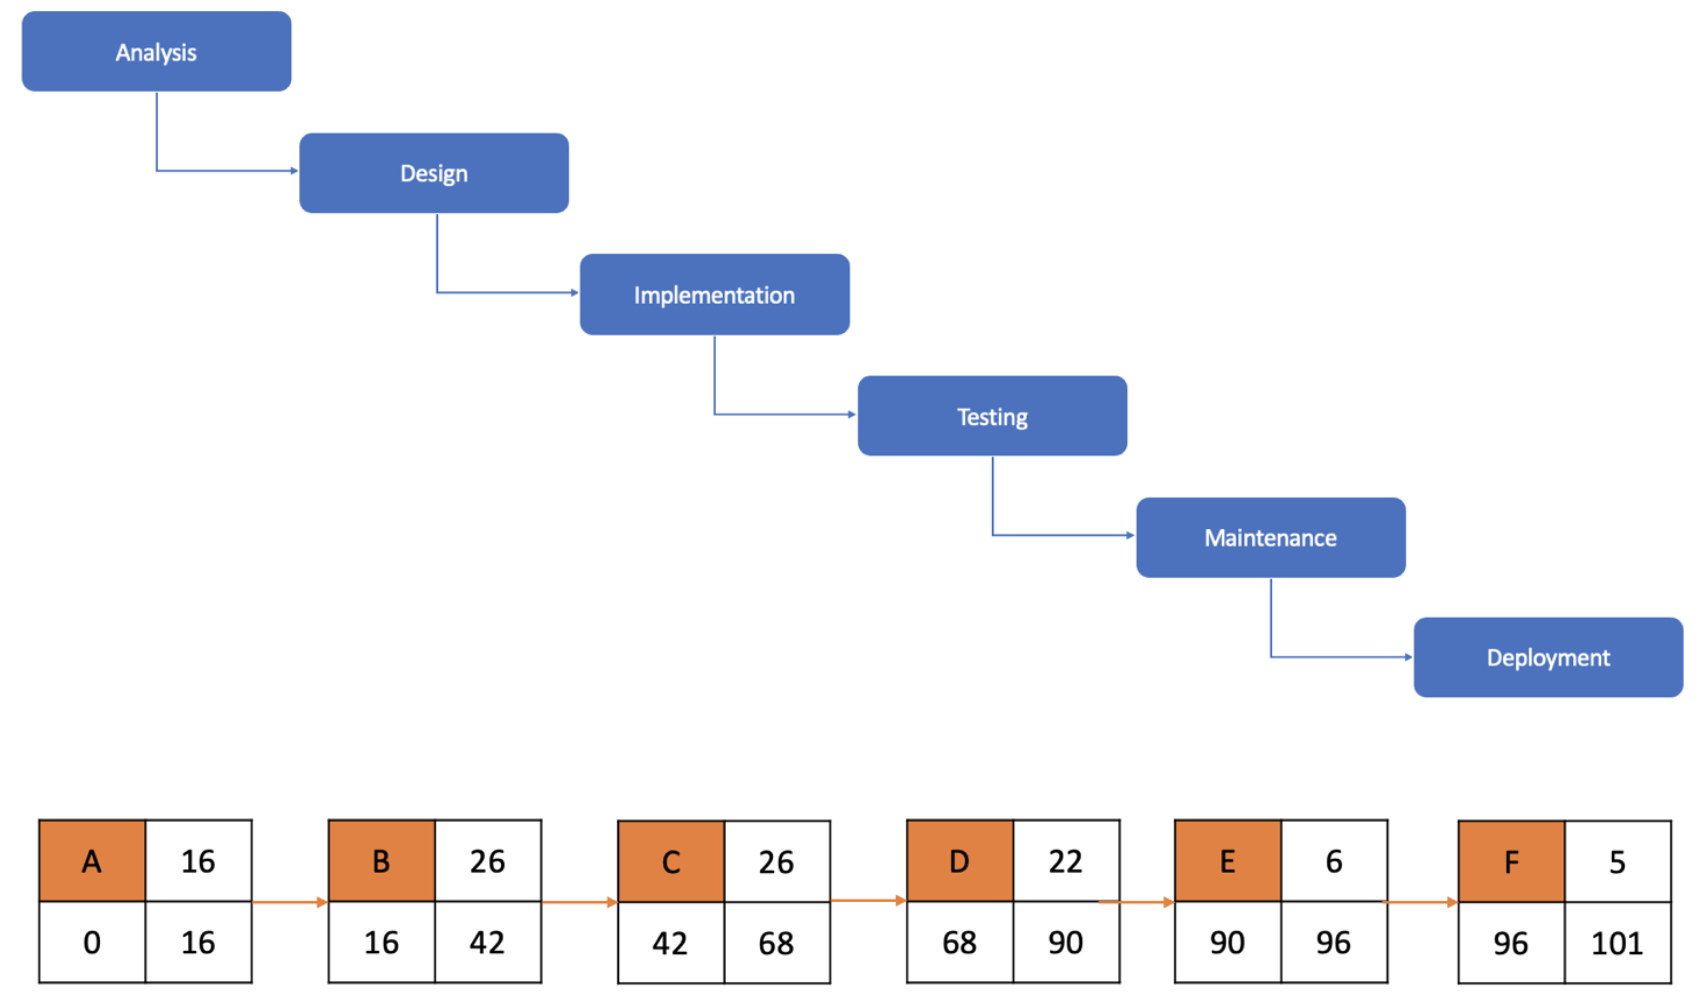 Analysis
Design
Implementation
Testing
Maintenance
Deployment
A 16 B 26 C 26 D 22 E 6 F 5
0 16 16 42 42 68 68 90 90 96 96 101